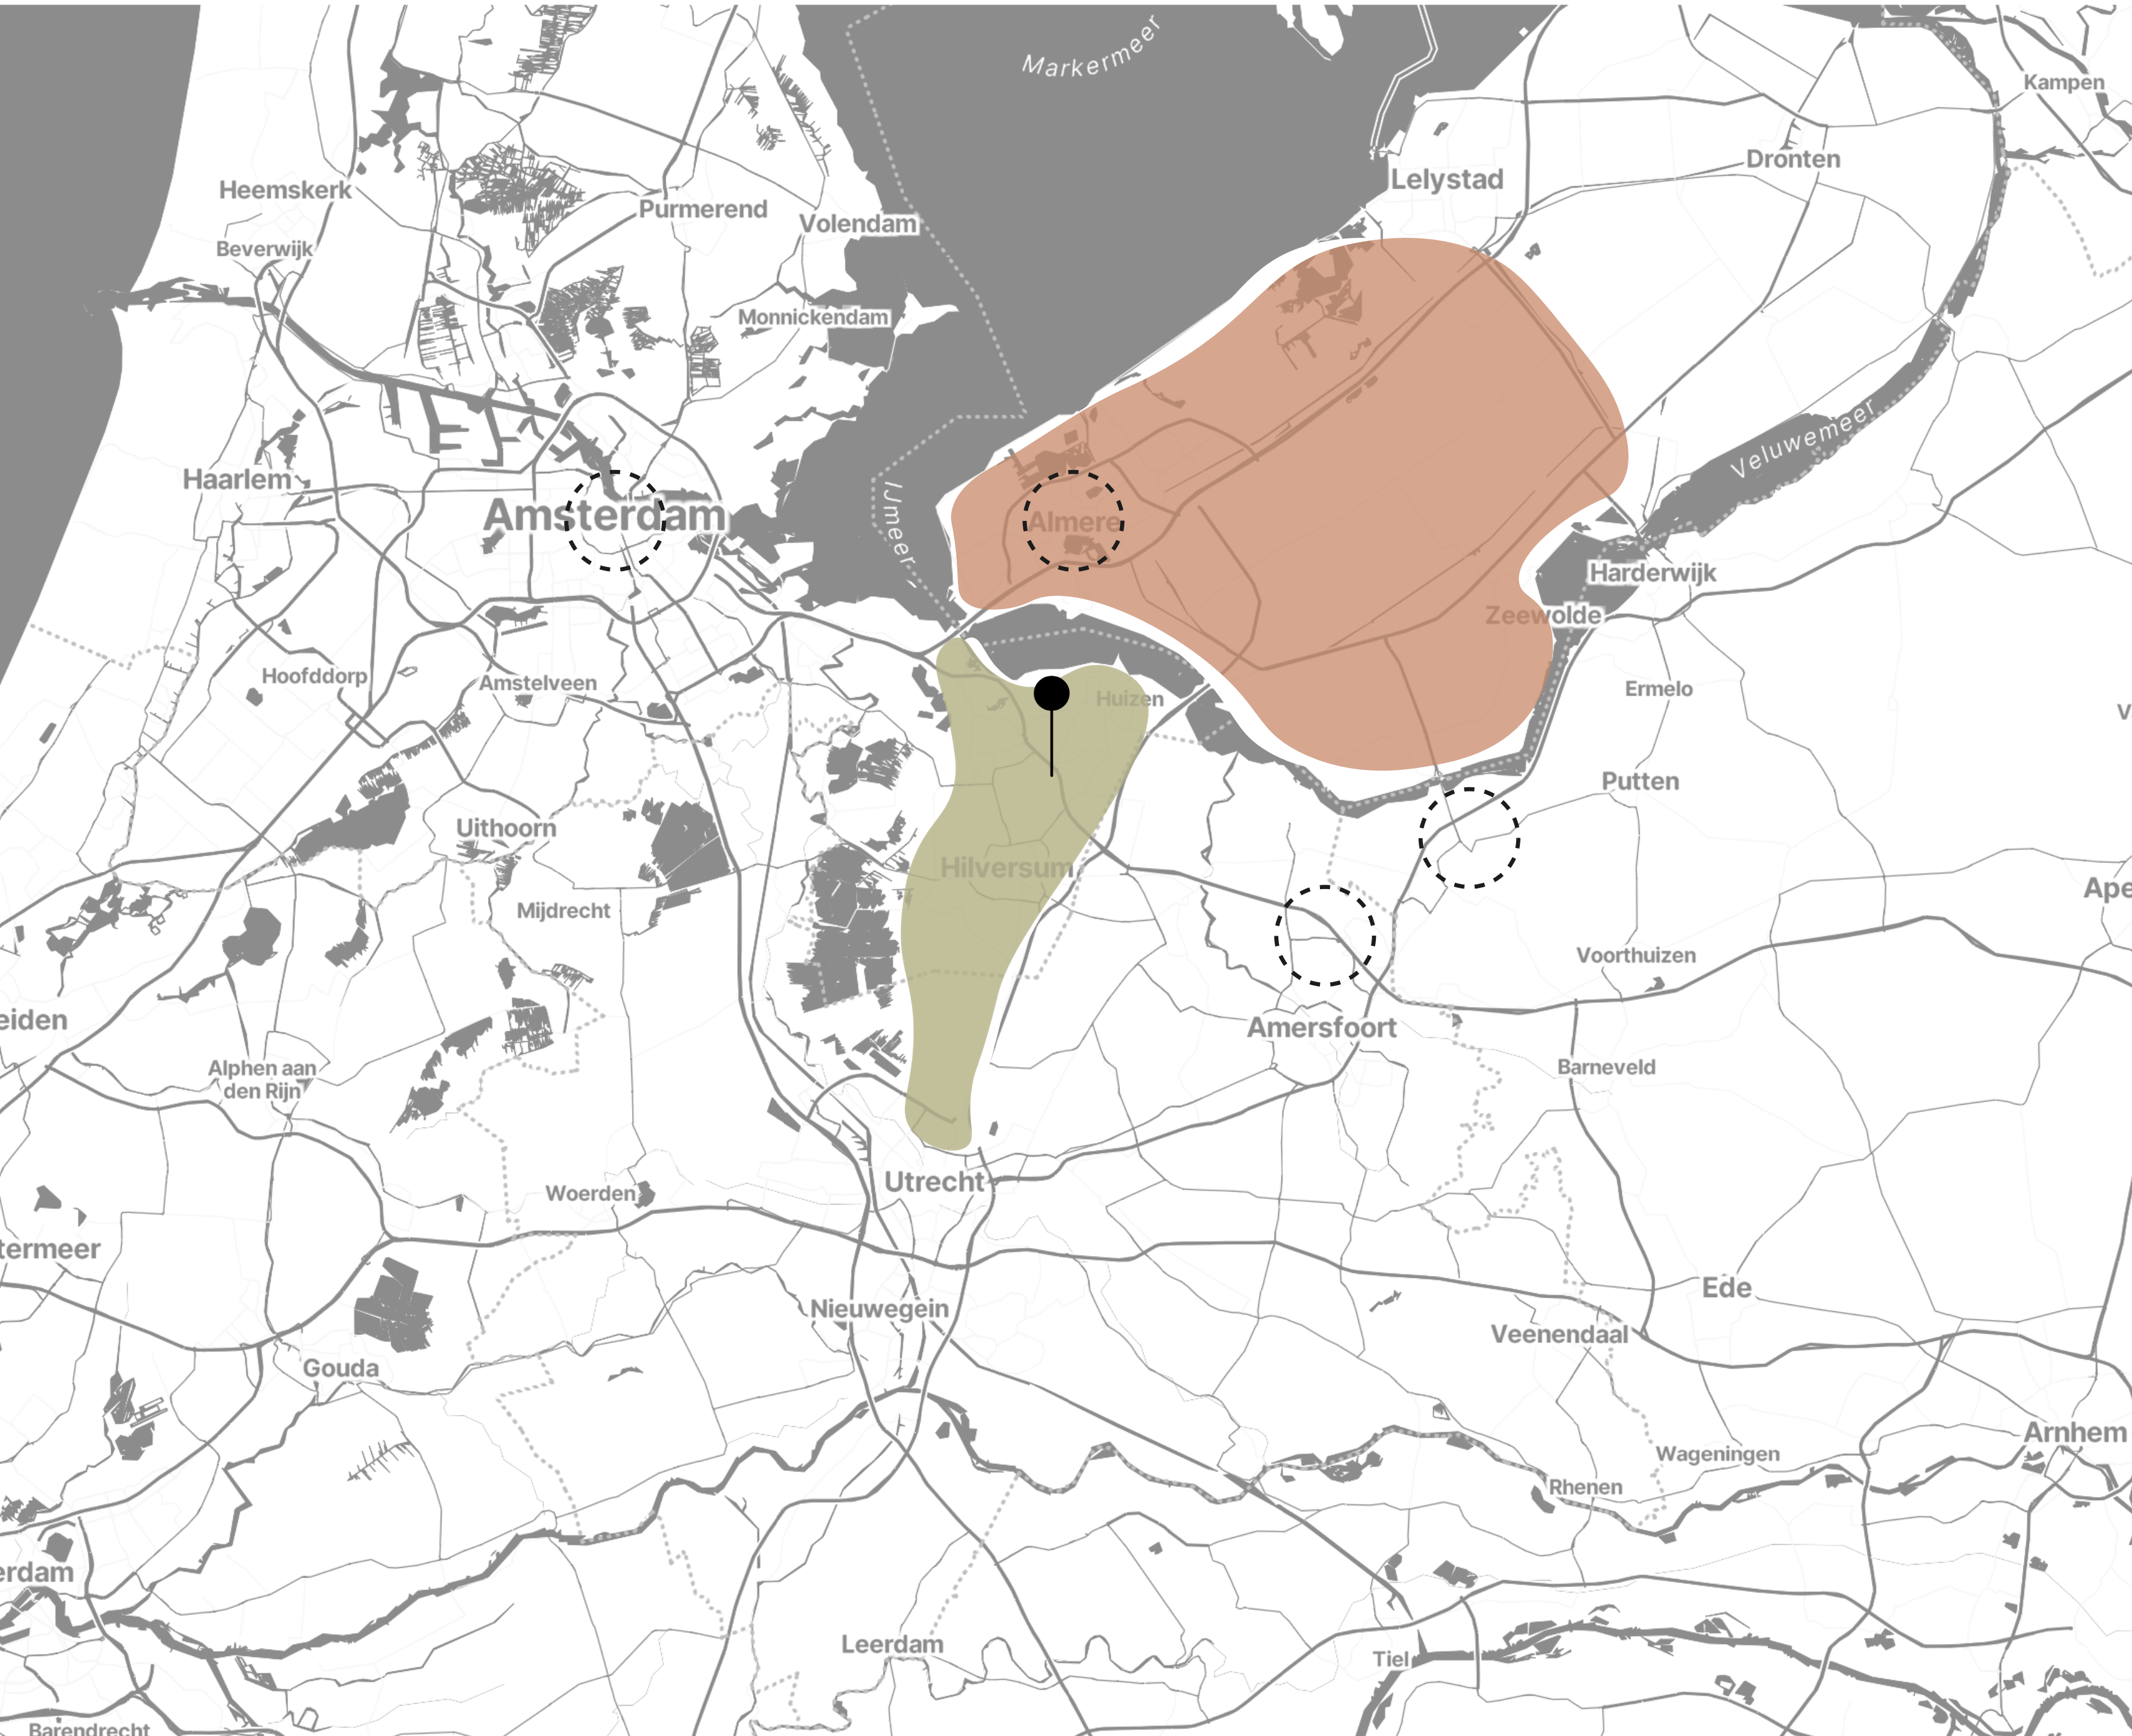 Markermeer
Kampen
Dronten
Lelystad
Heemskerk
Purmerend
Volendam
Beverwijk
Monnickendam
Veluwemeer
Haarlem
Amsterdam
IJmeer
Almere
Harderwijk
Zeewolde
Hoofddorp
Amstelveen
Huizen
Ermelo
V
Putten
Uithoorn
Hilversum
Ape
Mijdrecht
Voorthuizen
eiden
Amersfoort
Alphen aan
den Rijn
Barneveld
Utrecht
Woerden
termeer
Ede
Nieuwegein
Veenendaal
Gouda
Arnhem
Wageningen
Rhenen
erdam
Leerdam
Tiel
Barendrecht